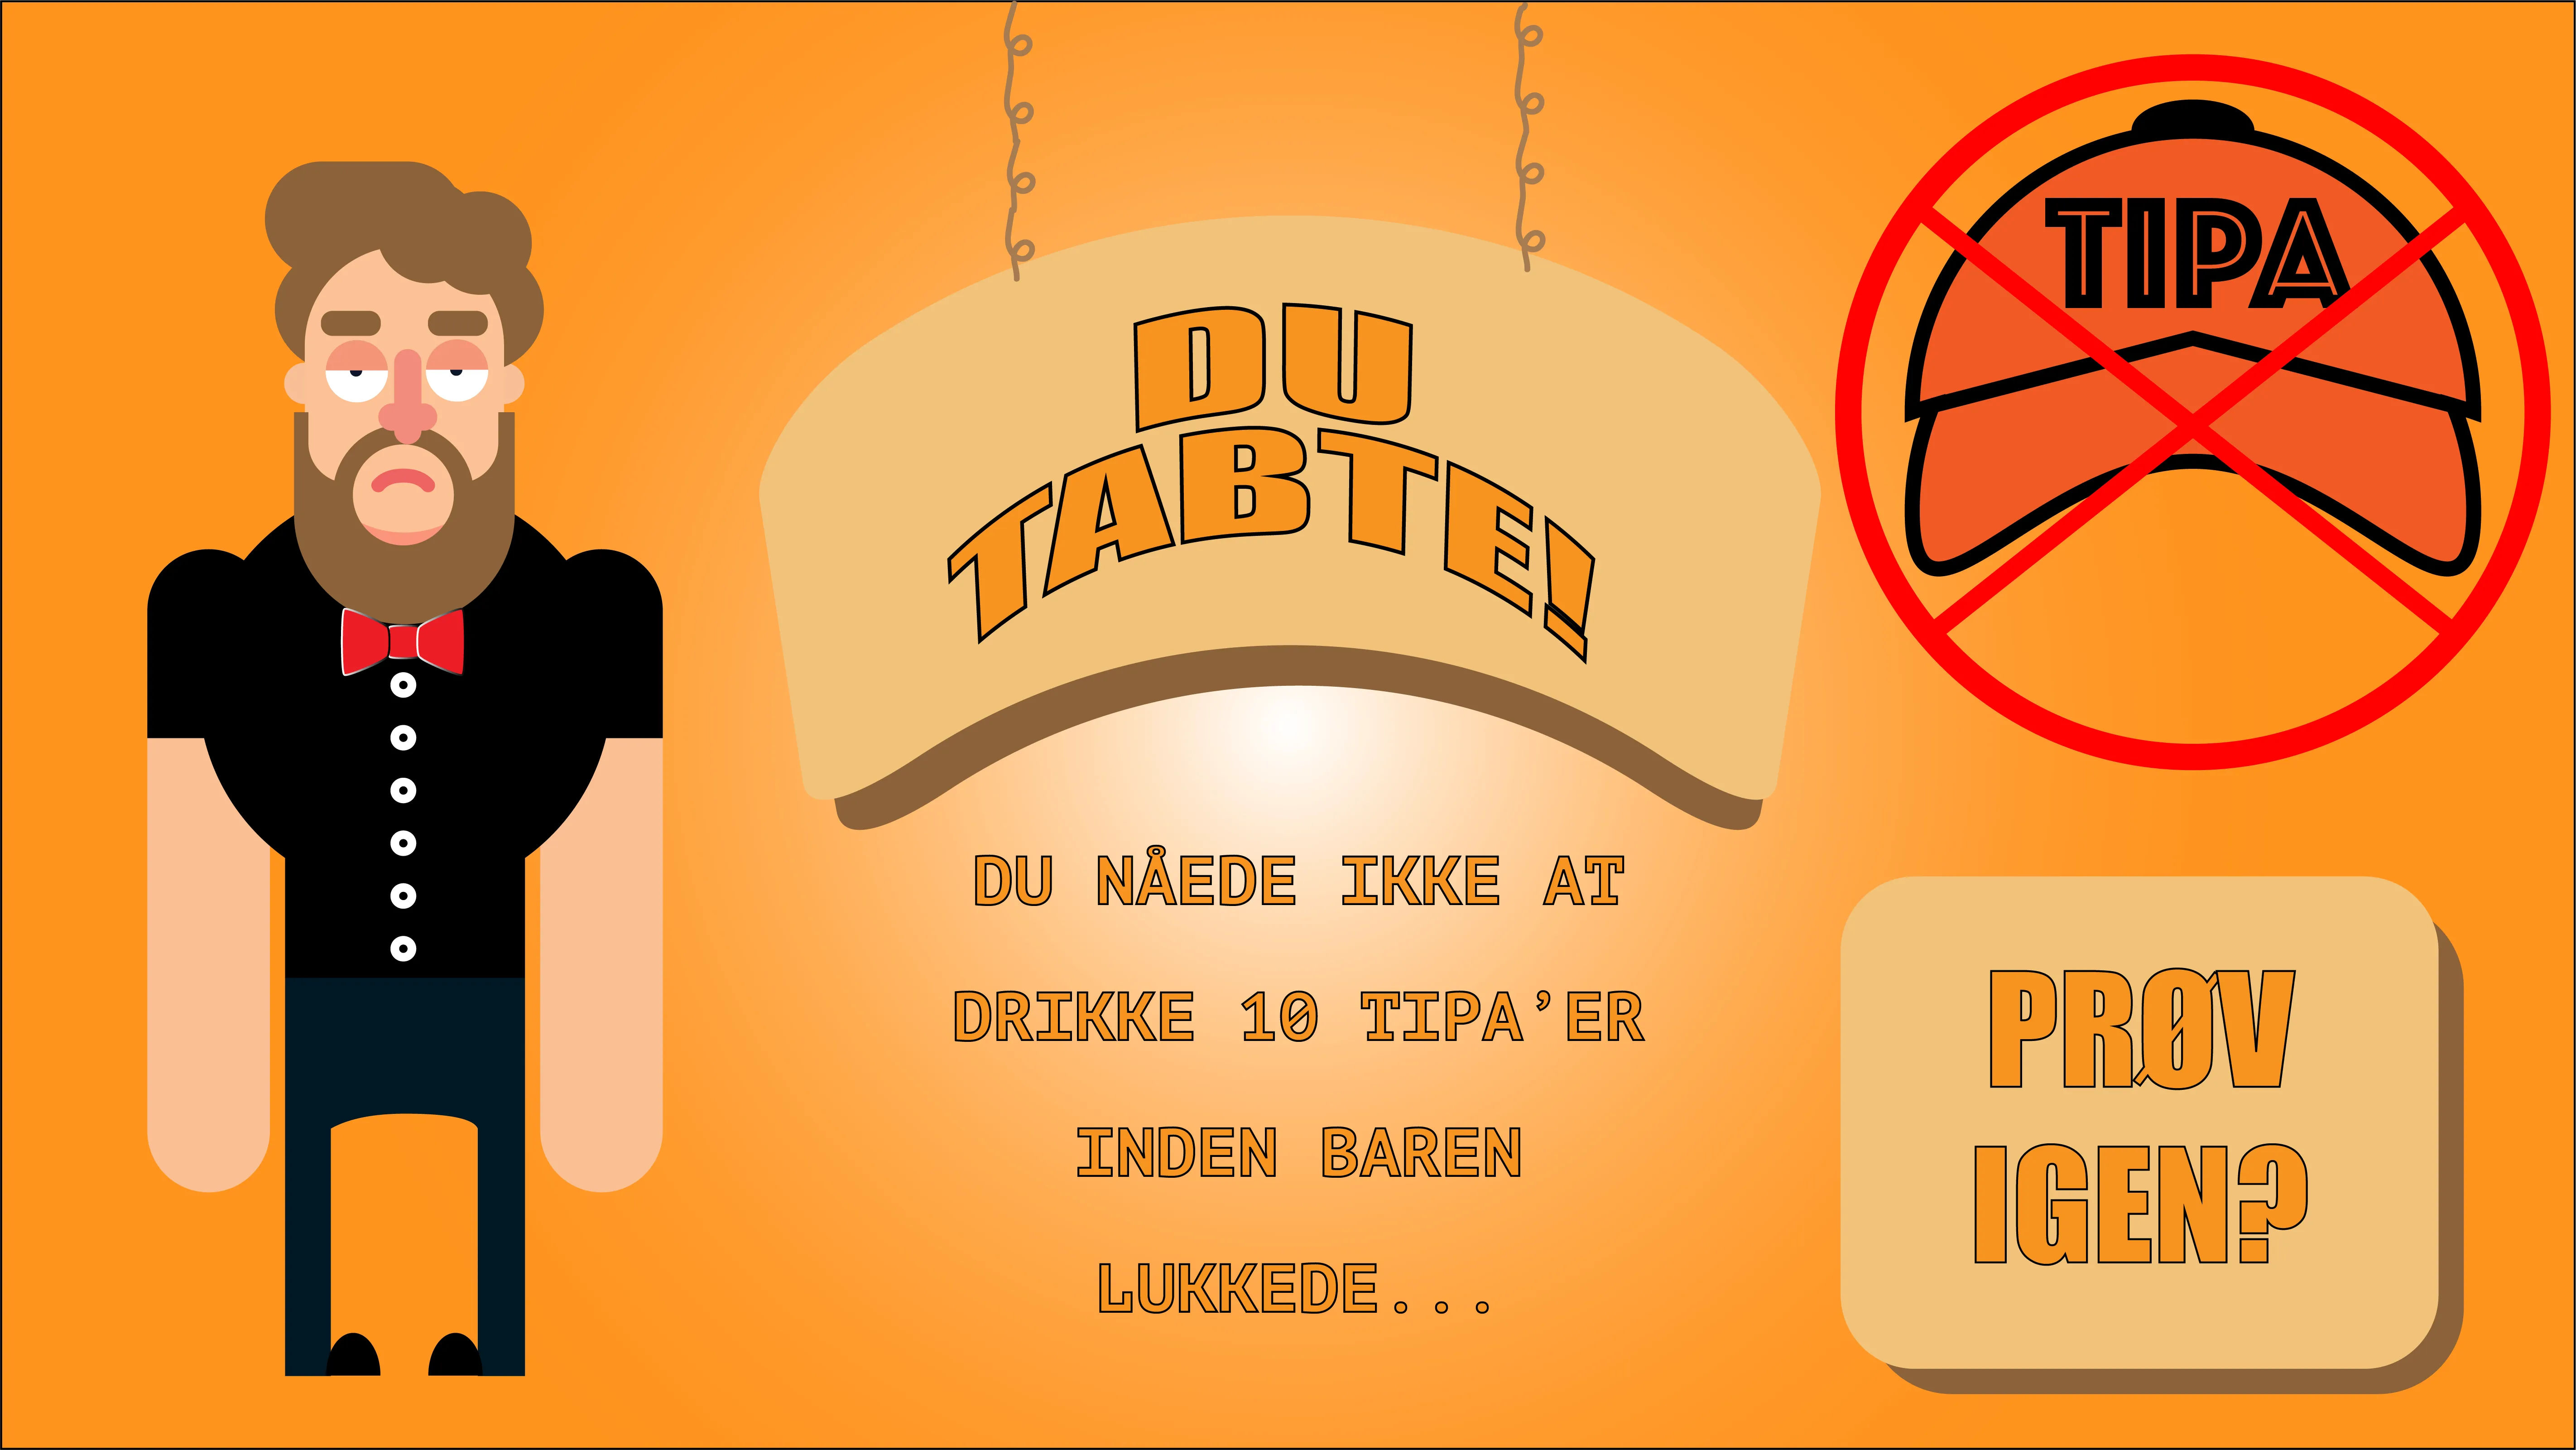 DU
TABTE!
TIPA
DU NÅEDE IKKE AT
DRIKKE 10 TIPA’ER
INDEN BAREN
LUKKEDE...
PRØV
IGEN?